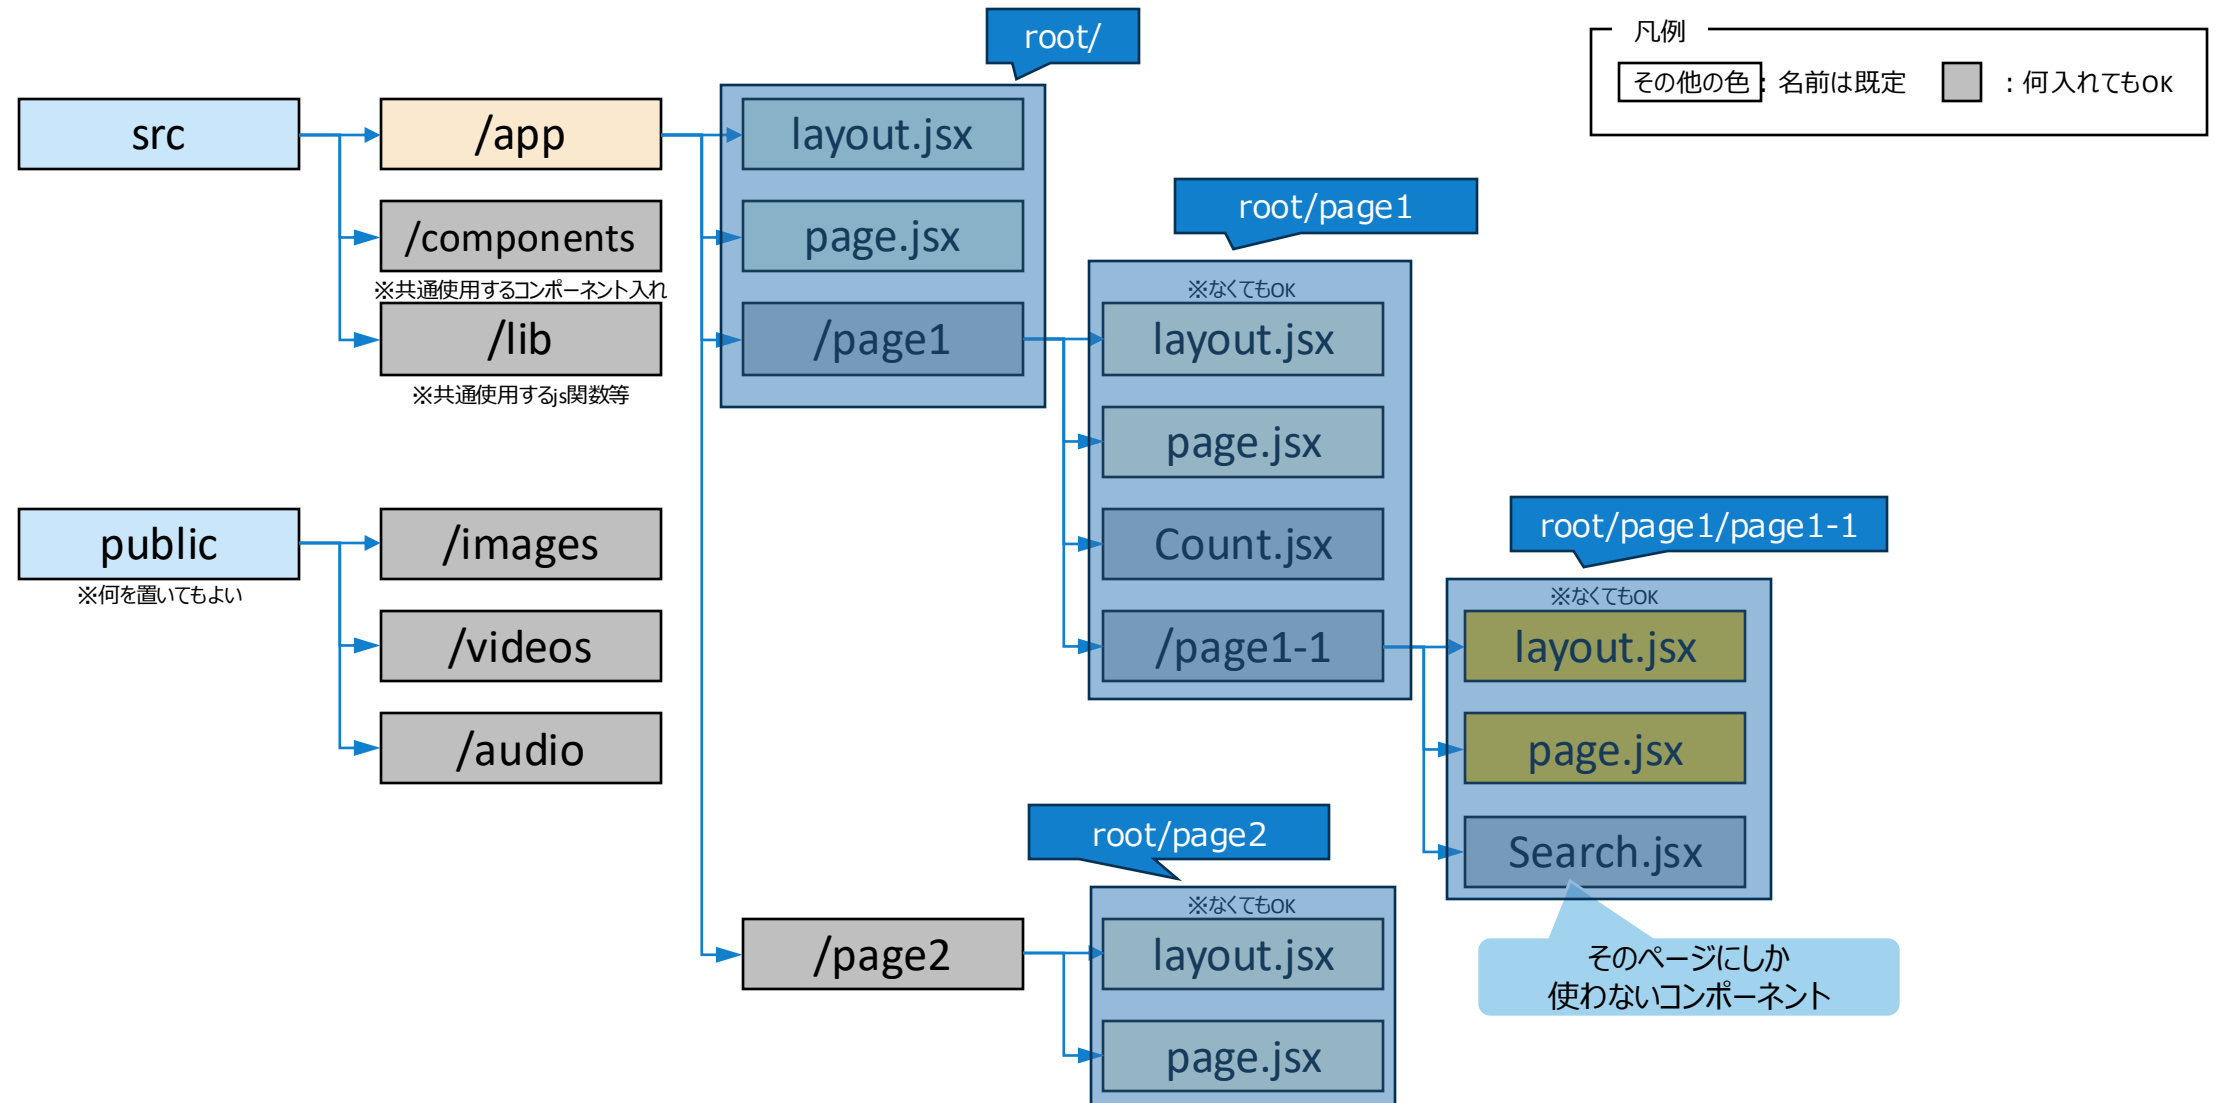 root/
凡例
その他の色：名前は既定
：何入れてもOK
src
/app
layout.jsx
/components
page.jsx
root/page1
※共通使用するコンポーネント入れ
/lib
/page1
※なくてもOK
layout.jsx
※共通使用するjs関数等
page.jsx
public
/images
Count.jsx
root/page1/page1-1
※何を置いてもよい
/videos
/page1-1
※なくてもOK
layout.jsx
/audio
page.jsx
root/page2
Search.jsx
/page2
※なくてもOK
layout.jsx
そのページにしか
使わないコンポーネント
page.jsx